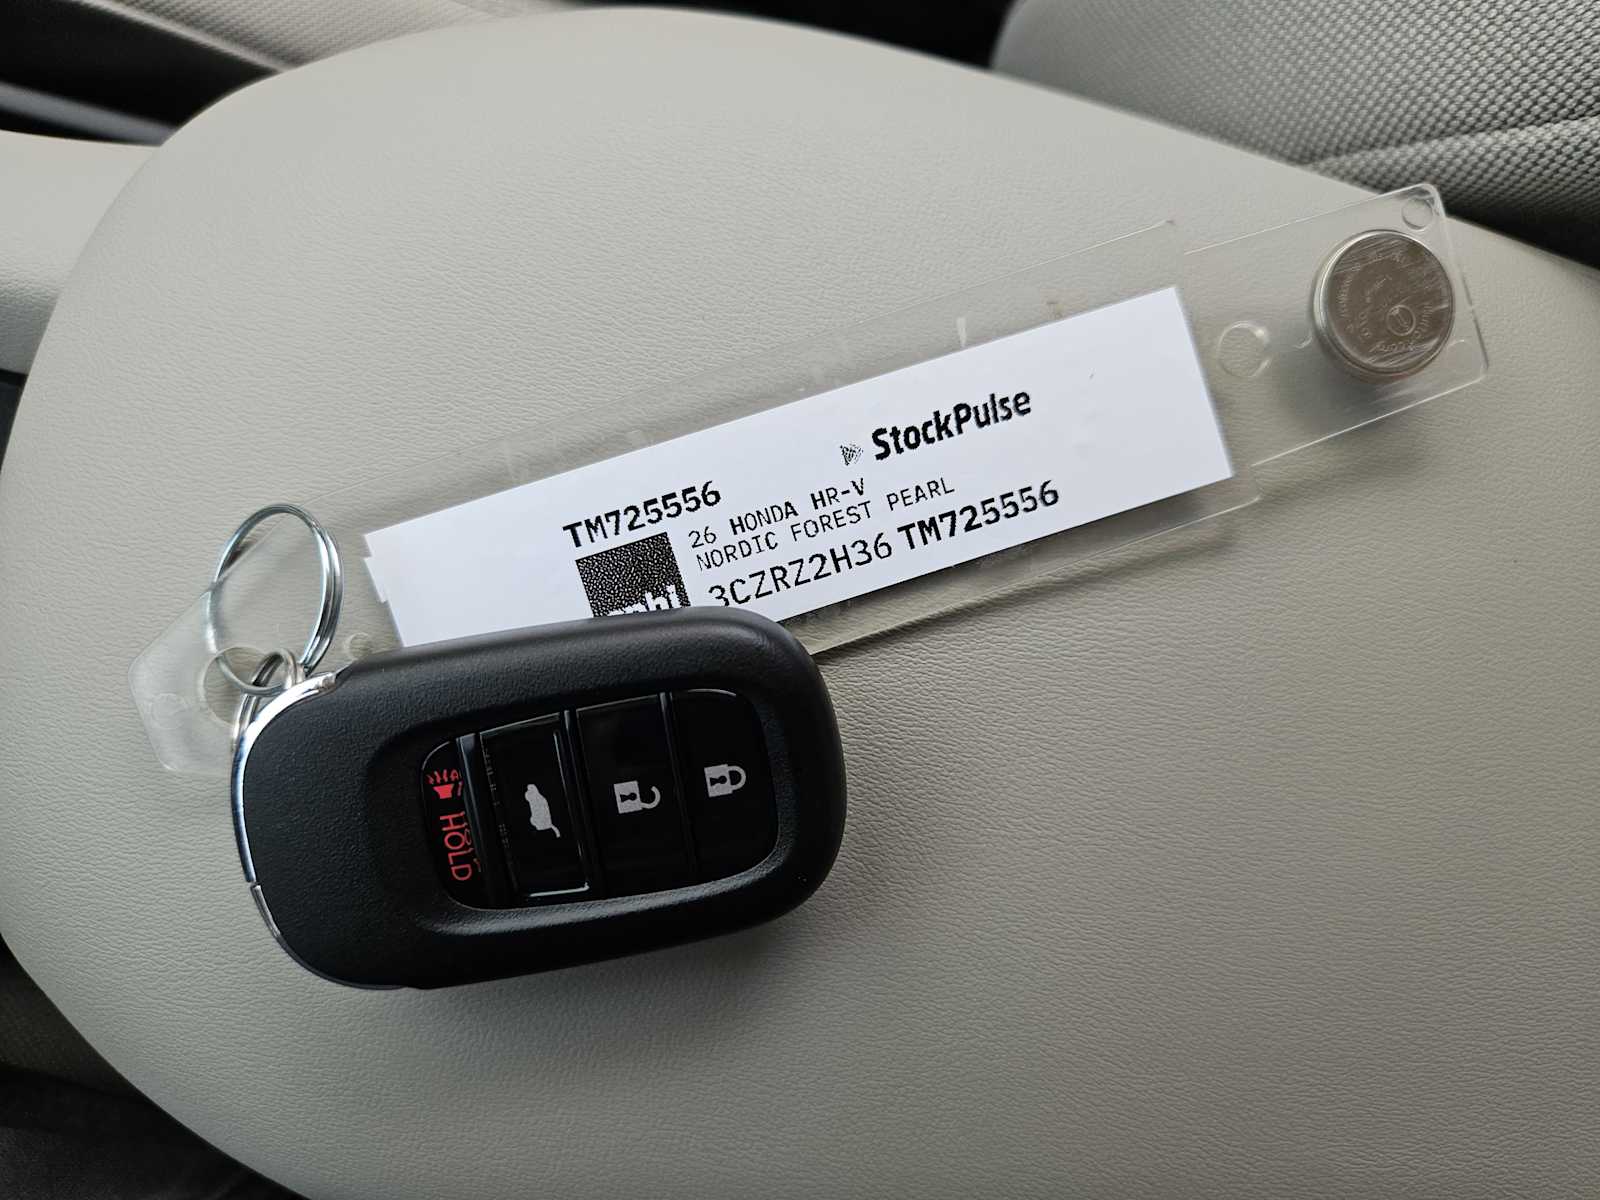 StockPulse
TM725556
26 HONDA HR-V
NORDIC FOREST PEARL
3CZRZ2H36 TM725556
HOLD